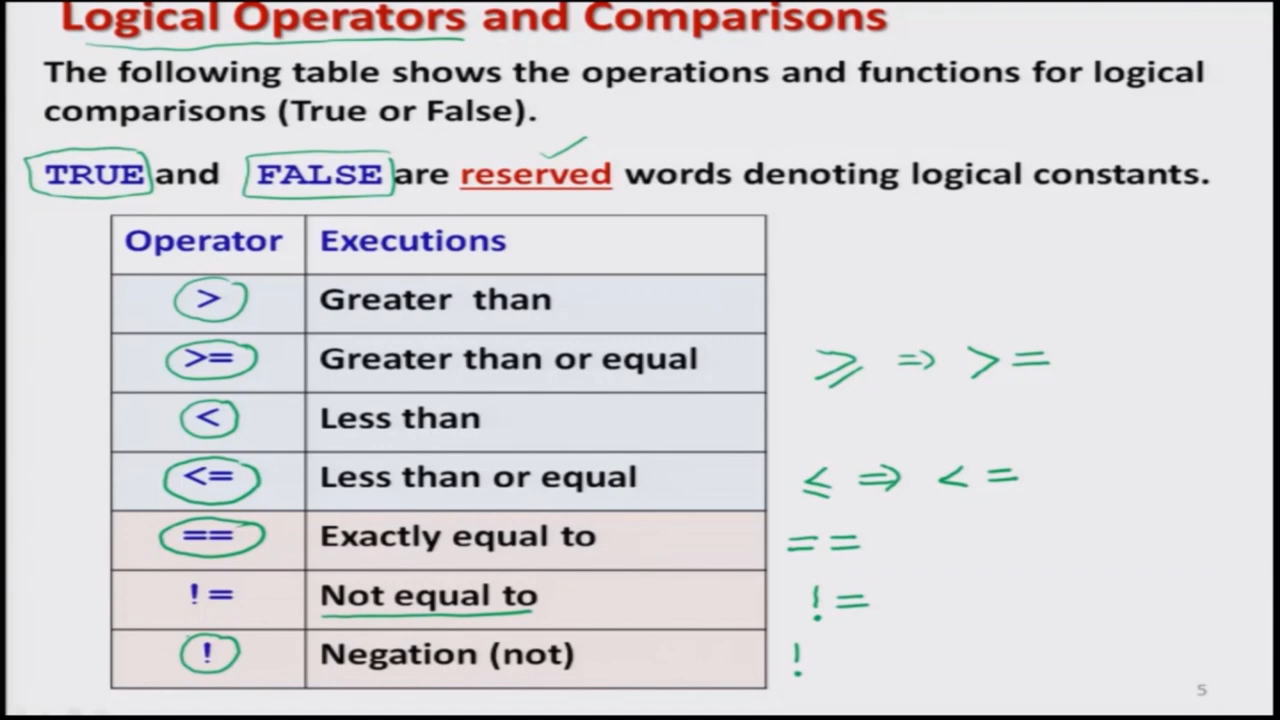 Logical Operators and Comparisons
The following table shows the operations and functions for logical
comparisons (True or False).
TRUE and FALSE are reserved words denoting logical constants.
Operator Executions
> Greater than
>= Greater than or equal ⩾ => >=
< Less than
<= Less than or equal ≤ => <=
== Exactly equal to ==
!= Not equal to !=
! Negation (not) !
5